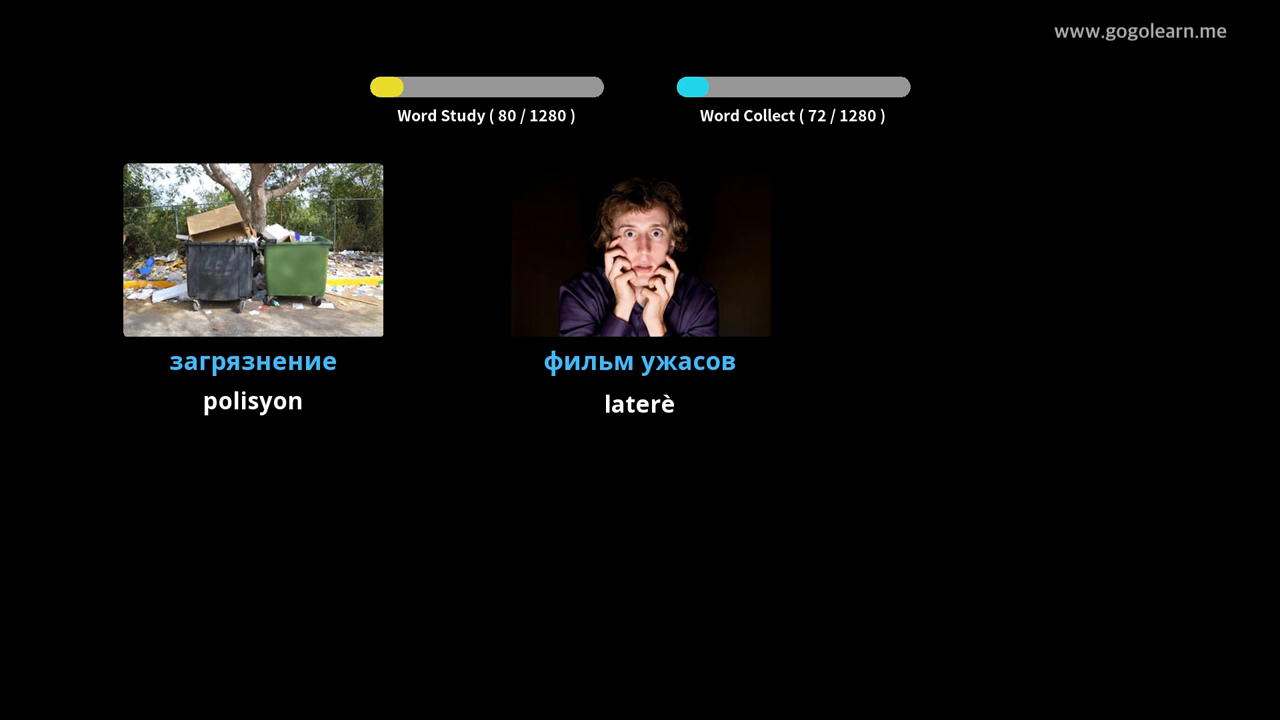 www.gogolearn.me
Word Study ( 80 / 1280 )
Word Collect ( 72 / 1280 )
загрязнение
polisyon
фильм ужасов
laterè